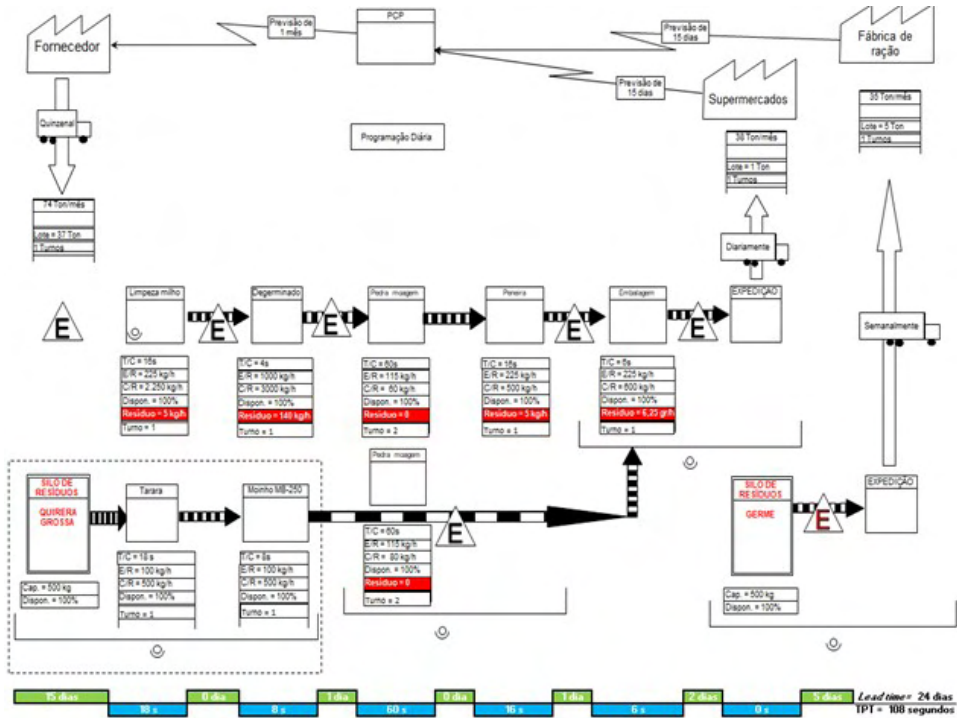 PCP
Previsão de
1 mês
Previsão de
15 dias
Fornecedor
Fábrica de
ração
Previsão de
15 dias
Supermercados
Quinzenal
Programação Diária
35 Ton/mês
Lote = 5 Ton
1 Turnos
38 Ton/mês
Lote = 1 Ton
1 Turnos
74 Ton/mês
Lote = 37 Ton
1 Turnos
Diariamente
Semanalmente
Limpeza milho
Degerminado
Pedra moagem
Peneira
Embalagem
EXPEDIÇÃO
E
E
E
E
E
T/C = 16s
E/R = 225 kg/h
C/R = 2.250 kg/h
Dispon. = 100%
Resíduo = 5 kg/h
Turno = 1
T/C = 4s
E/R = 1000 kg/h
C/R = 3000 kg/h
Dispon. = 100%
Resíduo = 140 kg/h
Turno = 1
T/C = 60s
E/R = 115 kg/h
C/R = 60 kg/h
Dispon. = 100%
Resíduo = 0
Turno = 2
T/C = 16s
E/R = 225 kg/h
C/R = 500 kg/h
Dispon. = 100%
Resíduo = 5 kg/h
Turno = 1
T/C = 6s
E/R = 225 kg/h
C/R = 600 kg/h
Dispon. = 100%
Resíduo = 6,25 gr/h
Turno = 1
SILO DE
RESÍDUOS
QUIRERA
GROSSA
Cap. = 500 kg
Dispon. = 100%
Tarara
T/C = 18 s
E/R = 100 kg/h
C/R = 500 kg/h
Dispon. = 100%
Turno = 1
Moinho MB-250
T/C = 8s
E/R = 100 kg/h
C/R = 500 kg/h
Dispon. = 100%
Turno = 1
Pedra moagem
E
T/C = 60s
E/R = 115 kg/h
C/R = 80 kg/h
Dispon. = 100%
Resíduo = 0
Turno = 2
SILO DE
RESÍDUOS
GERME
Cap. = 500 kg
Dispon. = 100%
E
EXPEDIÇÃO
15 dias
0 dia
1 dia
0 dia
1 dia
2 dias
5 dias
Lead time = 24 dias
18 s
8 s
60 s
16 s
6 s
0 s
TPT = 108 segundos